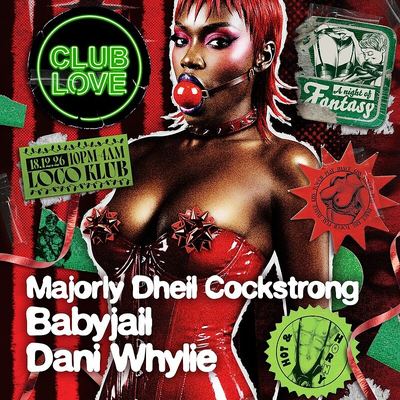 CLUB
LOVE
A night of
Fantasy
18.12.26 10PM-4AM
LOCO KLUB
Majorly Dheil Cockstrong
Babyjail
Dani Whylie
HOT &
HORNY